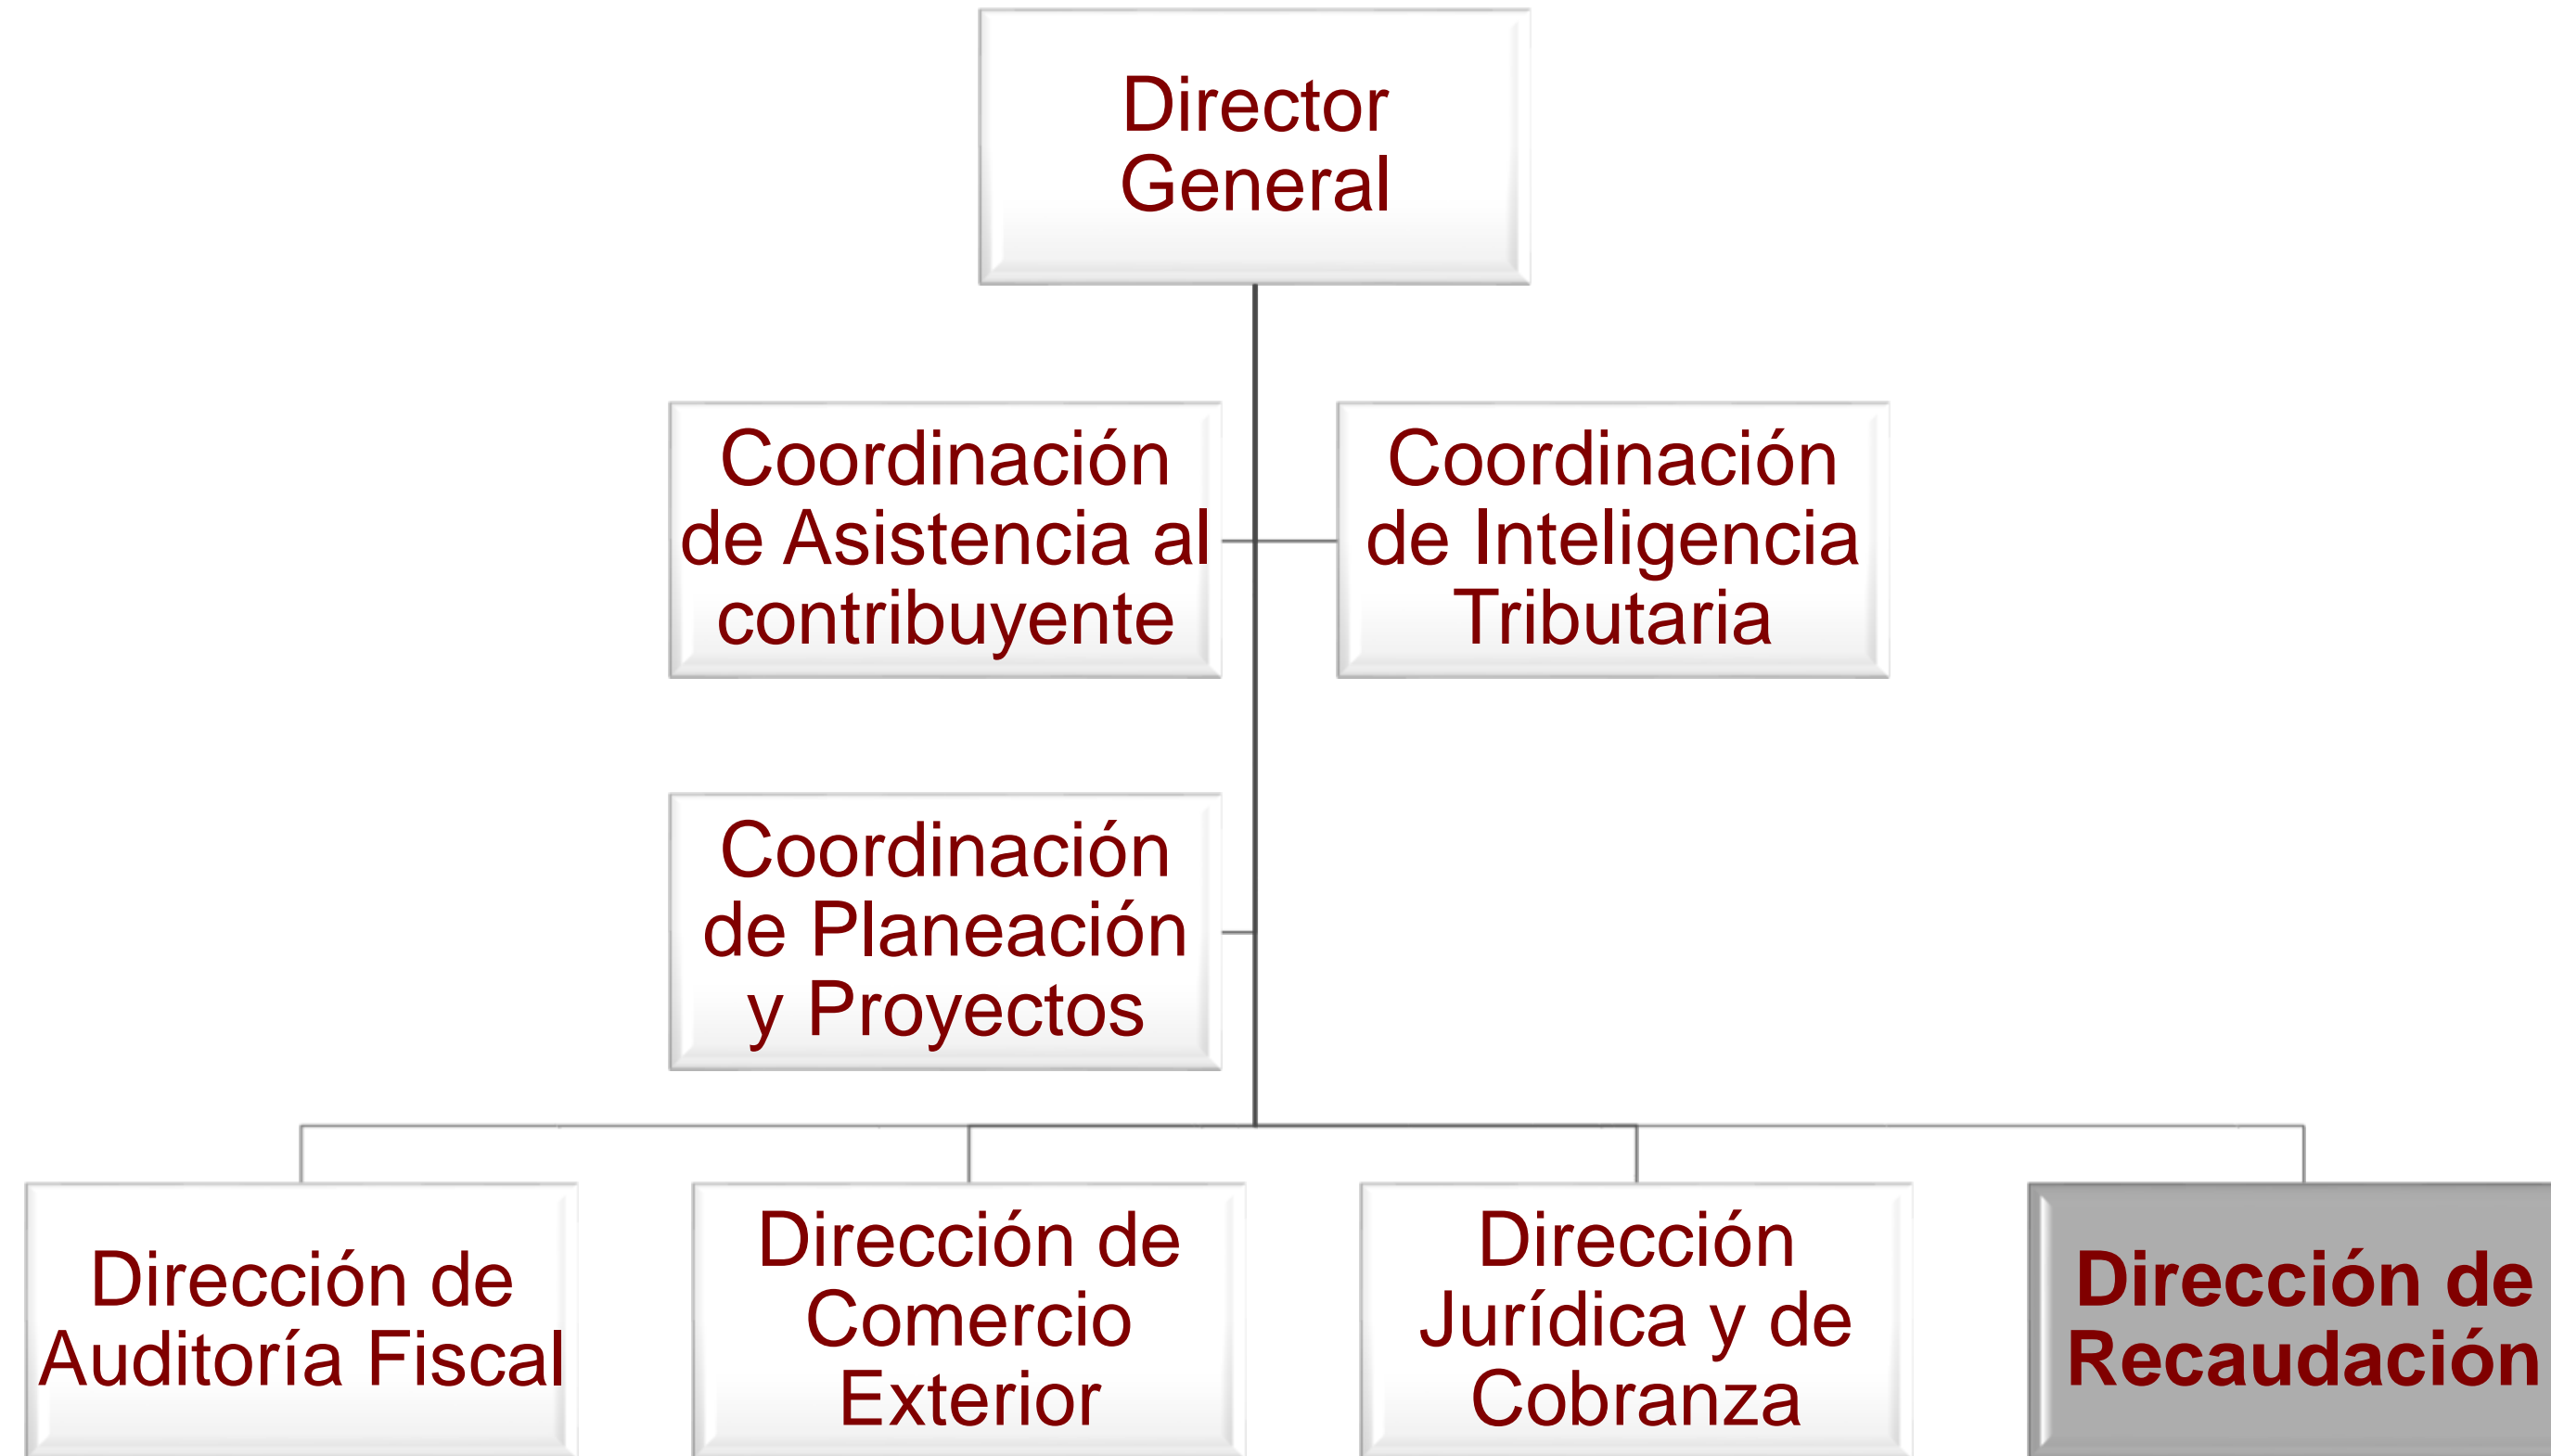 Director
General
Coordinación
de Asistencia al
contribuyente
Coordinación
de Inteligencia
Tributaria
Coordinación
de Planeación
y Proyectos
Dirección de
Auditoría Fiscal
Dirección de
Comercio
Exterior
Dirección
Jurídica y de
Cobranza
Dirección de
Recaudación